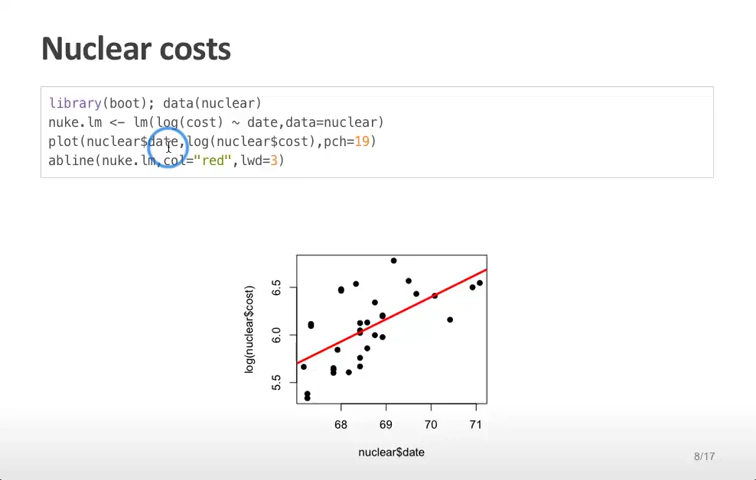 Nuclear costs
library(boot); data(nuclear)
nuke.lm <- lm(log(cost) ~ date,data=nuclear)
plot(nuclear$date,log(nuclear$cost),pch=19)
abline(nuke.lm,col="red",lwd=3)
log(nuclear$cost)
6.5
6.0
5.5
68 69 70 71
nuclear$date
8/17